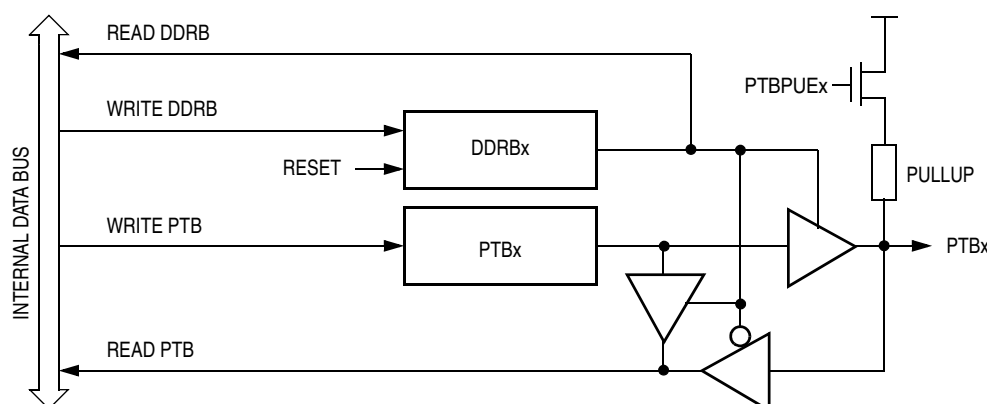 READ DDRB
WRITE DDRB
RESET
DDRBx
PTBPUEx
PULLUP
WRITE PTB
PTBx
PTBx
READ PTB
INTERNAL DATA BUS